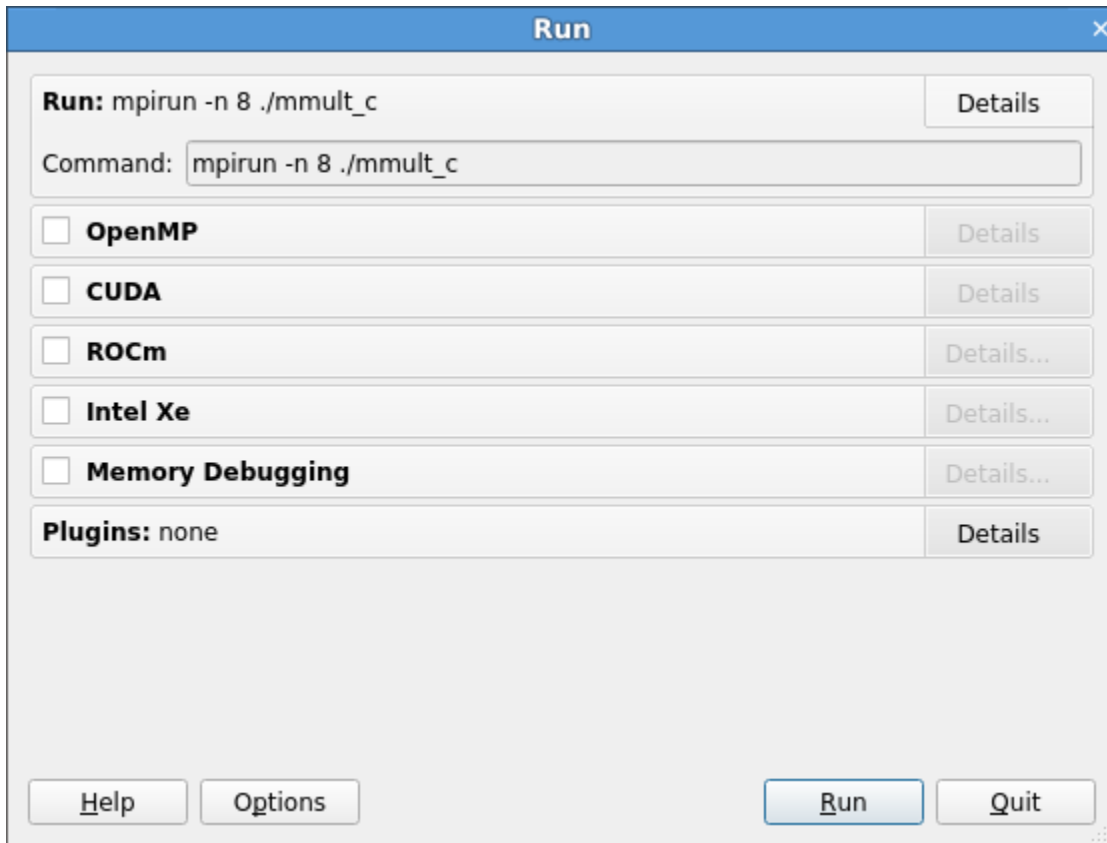 Run
Run: mpirun -n 8 ./mmult_c Details
Command: mpirun -n 8 ./mmult_c
OpenMP Details
CUDA Details
ROCm Details...
Intel Xe Details...
Memory Debugging Details...
Plugins: none Details
Help Options Run Quit